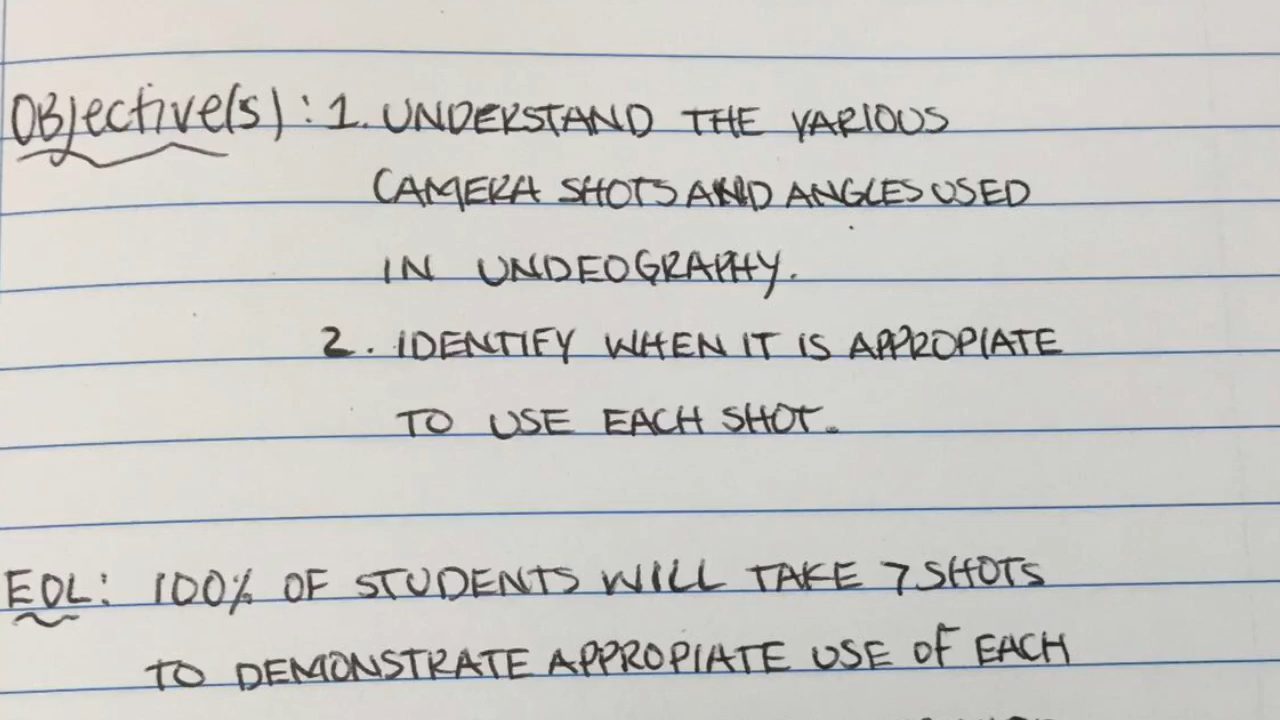 OBJective(s): 1. UNDERSTAND THE VARIOUS
CAMERA SHOTS AND ANGLES USED
IN UNDEOGRAPHY.
2. IDENTIFY WHEN IT IS APPROPIATE
TO USE EACH SHOT.
EOL: 100% OF STUDENTS WILL TAKE 7 SHOTS
TO DEMONSTRATE APPROPIATE USE OF EACH